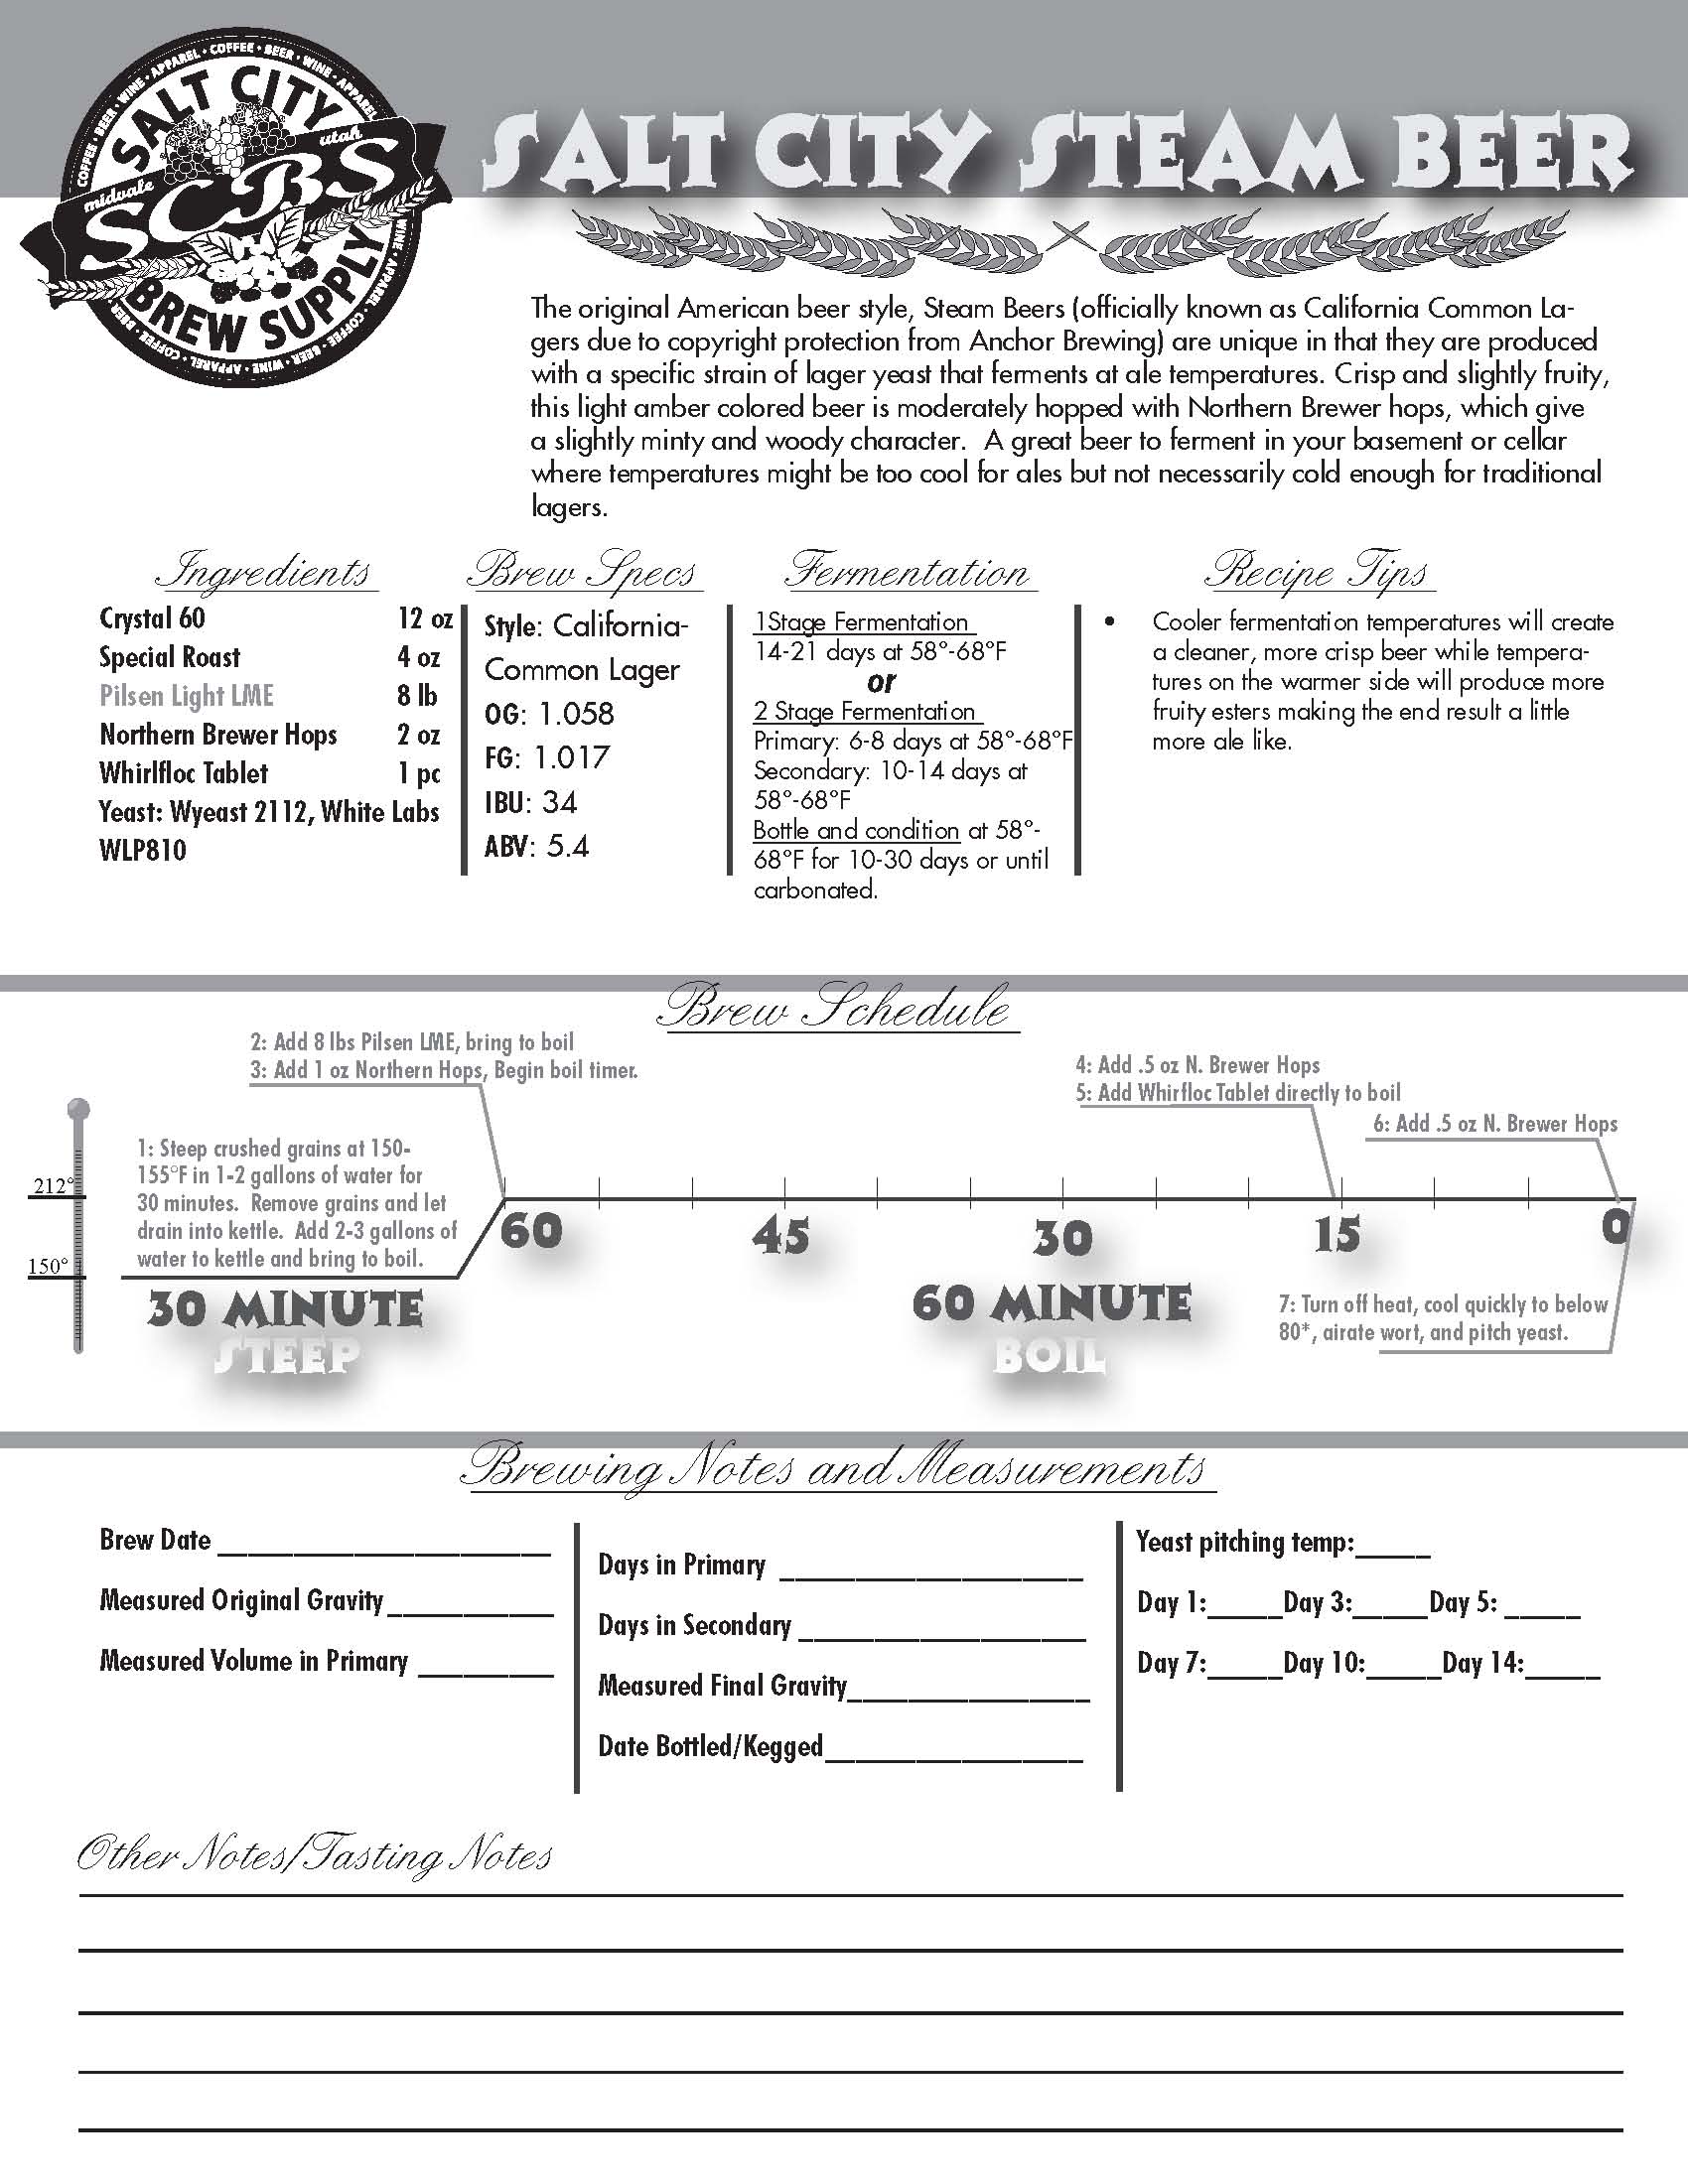 COFFEE • BEER • WINE • APPAREL • COFFEE • BEER • WINE • APPAREL
SALT CITY
midvale
utah
SCBS
BREW SUPPLY
SALT CITY STEAM BEER
The original American beer style, Steam Beers (officially known as California Common La-
gers due to copyright protection from Anchor Brewing) are unique in that they are produced
with a specific strain of lager yeast that ferments at ale temperatures. Crisp and slightly fruity,
this light amber colored beer is moderately hopped with Northern Brewer hops, which give
a slightly minty and woody character.  A great beer to ferment in your basement or cellar
where temperatures might be too cool for ales but not necessarily cold enough for traditional
lagers.
Ingredients
Crystal 60 12 oz
Special Roast 4 oz
Pilsen Light LME 8 lb
Northern Brewer Hops 2 oz
Whirlfloc Tablet 1 pc
Yeast: Wyeast 2112, White Labs
WLP810
Brew Specs
Style: California-
Common Lager
OG: 1.058
FG: 1.017
IBU: 34
ABV: 5.4
Fermentation
1Stage Fermentation
14-21 days at 58°-68°F
or
2 Stage Fermentation
Primary: 6-8 days at 58°-68°F
Secondary: 10-14 days at
58°-68°F
Bottle and condition at 58°-
68°F for 10-30 days or until
carbonated.
Recipe Tips
• Cooler fermentation temperatures will create
a cleaner, more crisp beer while tempera-
tures on the warmer side will produce more
fruity esters making the end result a little
more ale like.
Brew Schedule
2: Add 8 lbs Pilsen LME, bring to boil
3: Add 1 oz Northern Hops, Begin boil timer.
4: Add .5 oz N. Brewer Hops
5: Add Whirfloc Tablet directly to boil
6: Add .5 oz N. Brewer Hops
1: Steep crushed grains at 150-
155°F in 1-2 gallons of water for
30 minutes.  Remove grains and let
drain into kettle.  Add 2-3 gallons of
water to kettle and bring to boil.
212°
150°
60 45 30 15 0
30 MINUTE
STEEP
60 MINUTE
BOIL
7: Turn off heat, cool quickly to below
80*, airate wort, and pitch yeast.
Brewing Notes and Measurements
Brew Date ______________________
Measured Original Gravity___________
Measured Volume in Primary _________
Days in Primary ____________________
Days in Secondary ___________________
Measured Final Gravity________________
Date Bottled/Kegged_________________
Yeast pitching temp:_____
Day 1:_____Day 3:_____Day 5: _____
Day 7:_____Day 10:_____Day 14:_____
Other Notes/Tasting Notes